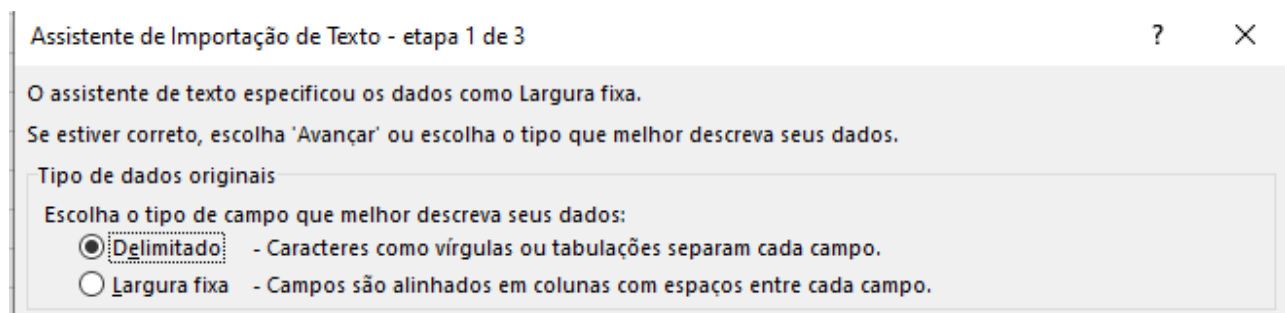 Assistente de Importação de Texto - etapa 1 de 3 ? ×
O assistente de texto especificou os dados como Largura fixa.
Se estiver correto, escolha 'Avançar' ou escolha o tipo que melhor descreva seus dados.
Tipo de dados originais
Escolha o tipo de campo que melhor descreva seus dados:
Delimitado - Caracteres como vírgulas ou tabulações separam cada campo.
Largura fixa - Campos são alinhados em colunas com espaços entre cada campo.